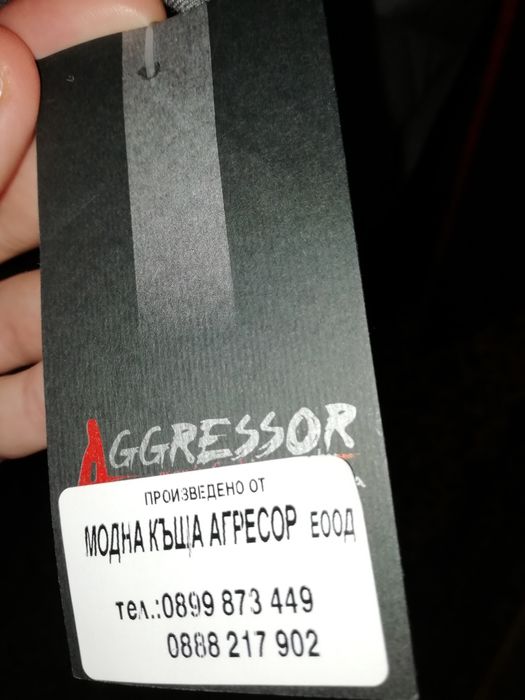 AGGRESSOR
ПРОИЗВЕДЕНО ОТ
МОДНА КЪЩА АГРЕСОР ЕООД
тел.:0899 873 449
0888 217 902